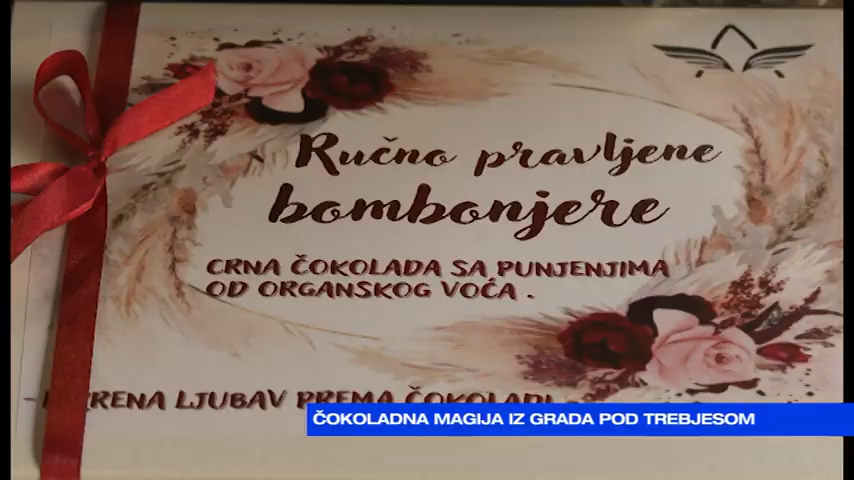 Ručno pravljene
bombonjere
CRNA ČOKOLADA SA PUNJENJIMA
OD ORGANSKOG VOĆA .
LJUBAV PREMA ČOKOLADI
ČOKOLADNA MAGIJA IZ GRADA POD TREBJESOM